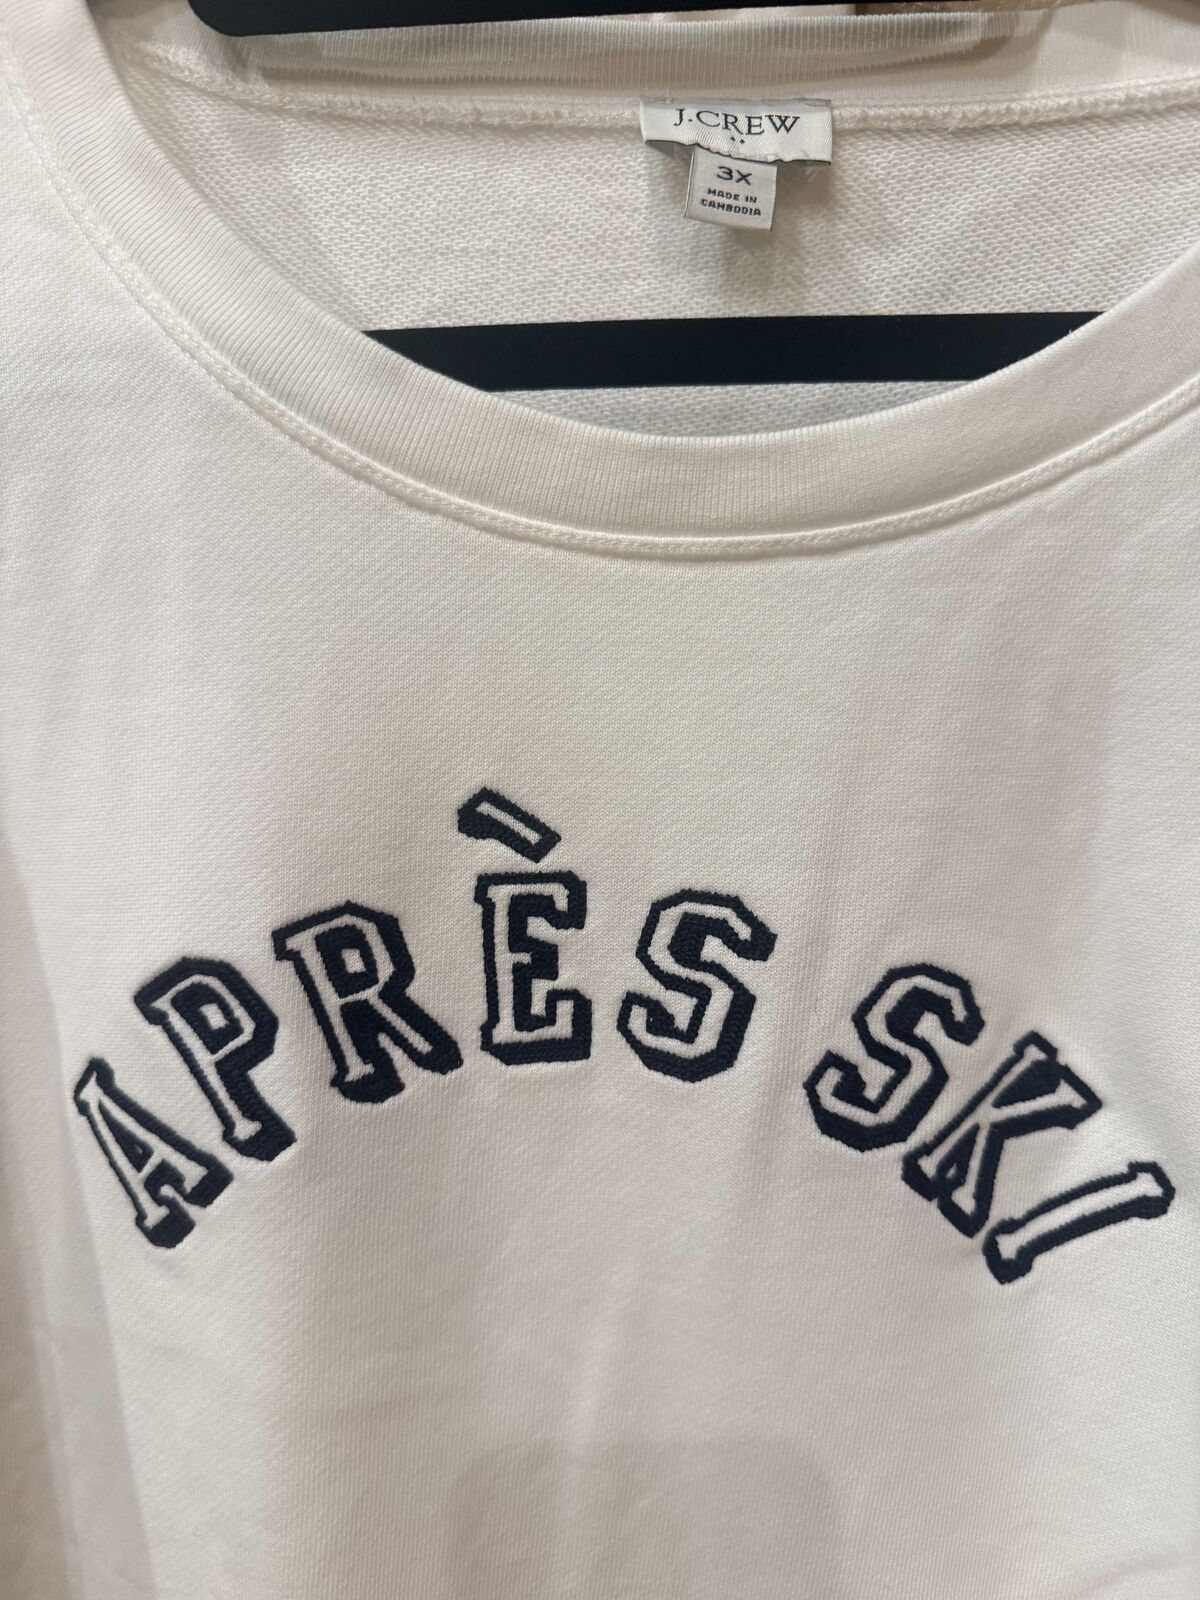 J.CREW
3X
MADE IN
CAMBODIA
APRÈS SKI